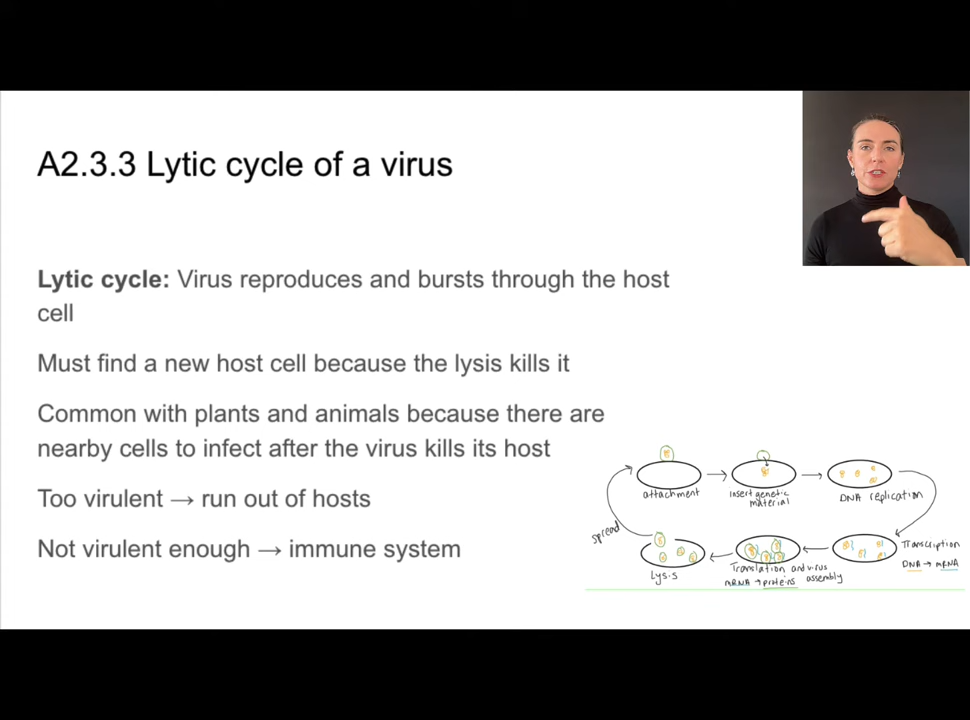 A2.3.3 Lytic cycle of a virus
Lytic cycle: Virus reproduces and bursts through the host
cell
Must find a new host cell because the lysis kills it
Common with plants and animals because there are
nearby cells to infect after the virus kills its host
Too virulent → run out of hosts
Not virulent enough → immune system
attachment
insert genetic
material
DNA replication
Transcription
DNA → mRNA
Translation and virus
mRNA → proteins assembly
Lysis
spread